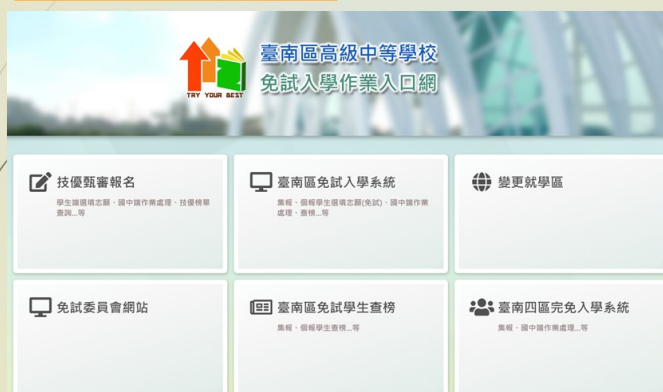 臺南區高級中等學校
免試入學作業入口網
TRY YOUR BEST
技優甄審報名
學生端選填志願、國中端作業處理、技優榜單
查詢...等
臺南區免試入學系統
集報、個報學生選填志願(免試)、國中端作業
處理、查榜...等
變更就學區
免試委員會網站
臺南區免試學生查榜
集報、個報學生查榜...等
臺南四區完免入學系統
集報、國中端作業處理...等